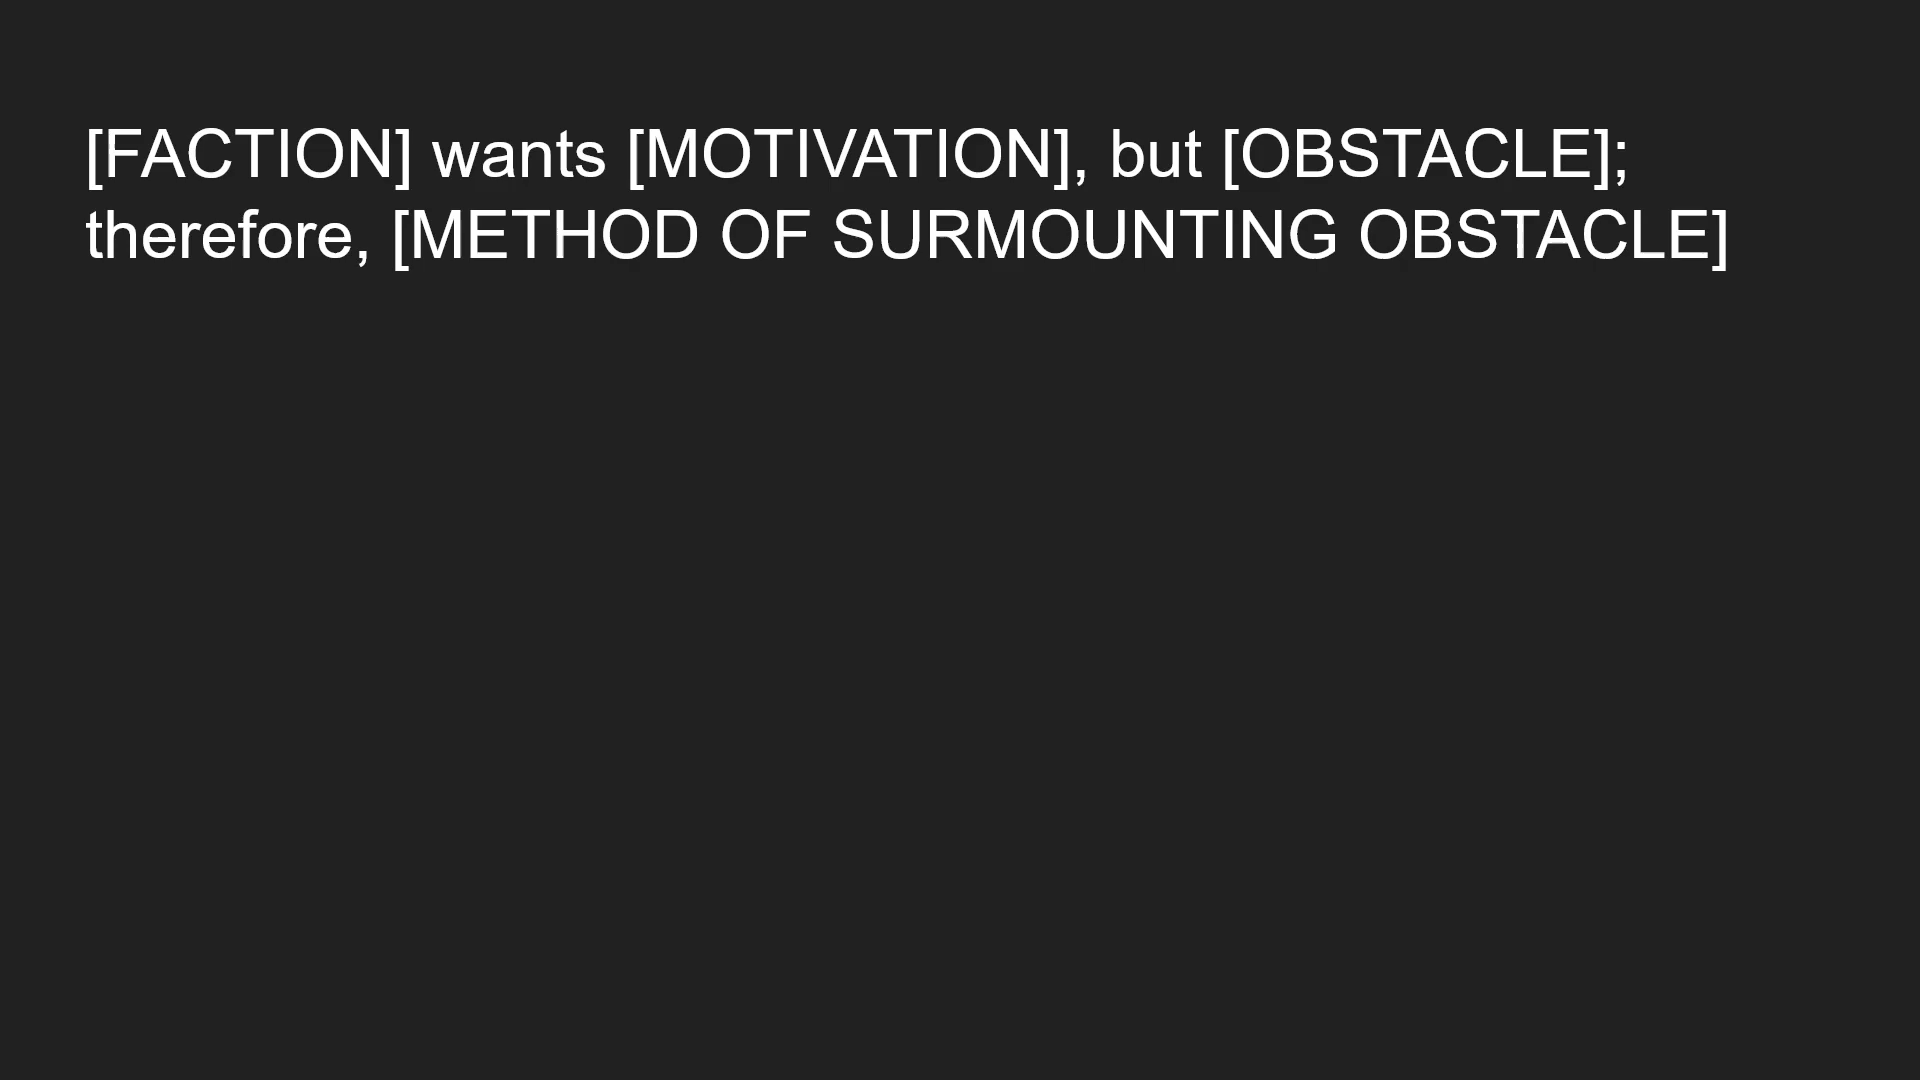 [FACTION] wants [MOTIVATION], but [OBSTACLE];
therefore, [METHOD OF SURMOUNTING OBSTACLE]